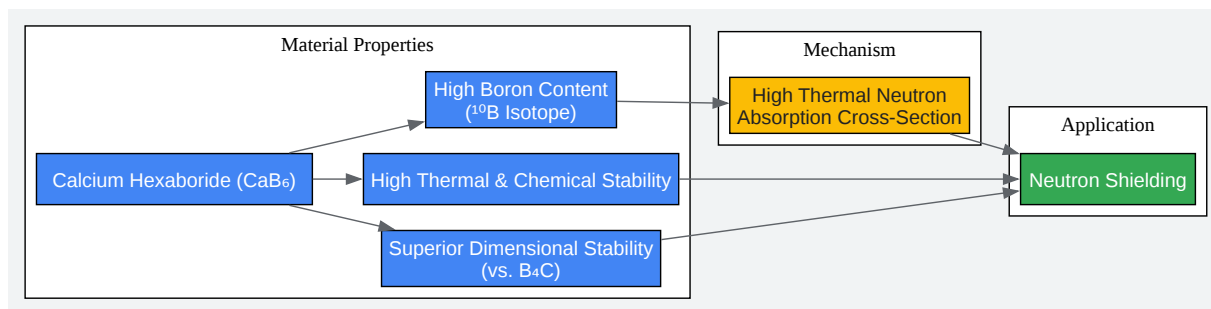 Material Properties
High Boron Content
(¹⁰B Isotope)
Calcium Hexaboride (CaB₆)
High Thermal & Chemical Stability
Superior Dimensional Stability
(vs. B₄C)
Mechanism
High Thermal Neutron
Absorption Cross-Section
Application
Neutron Shielding